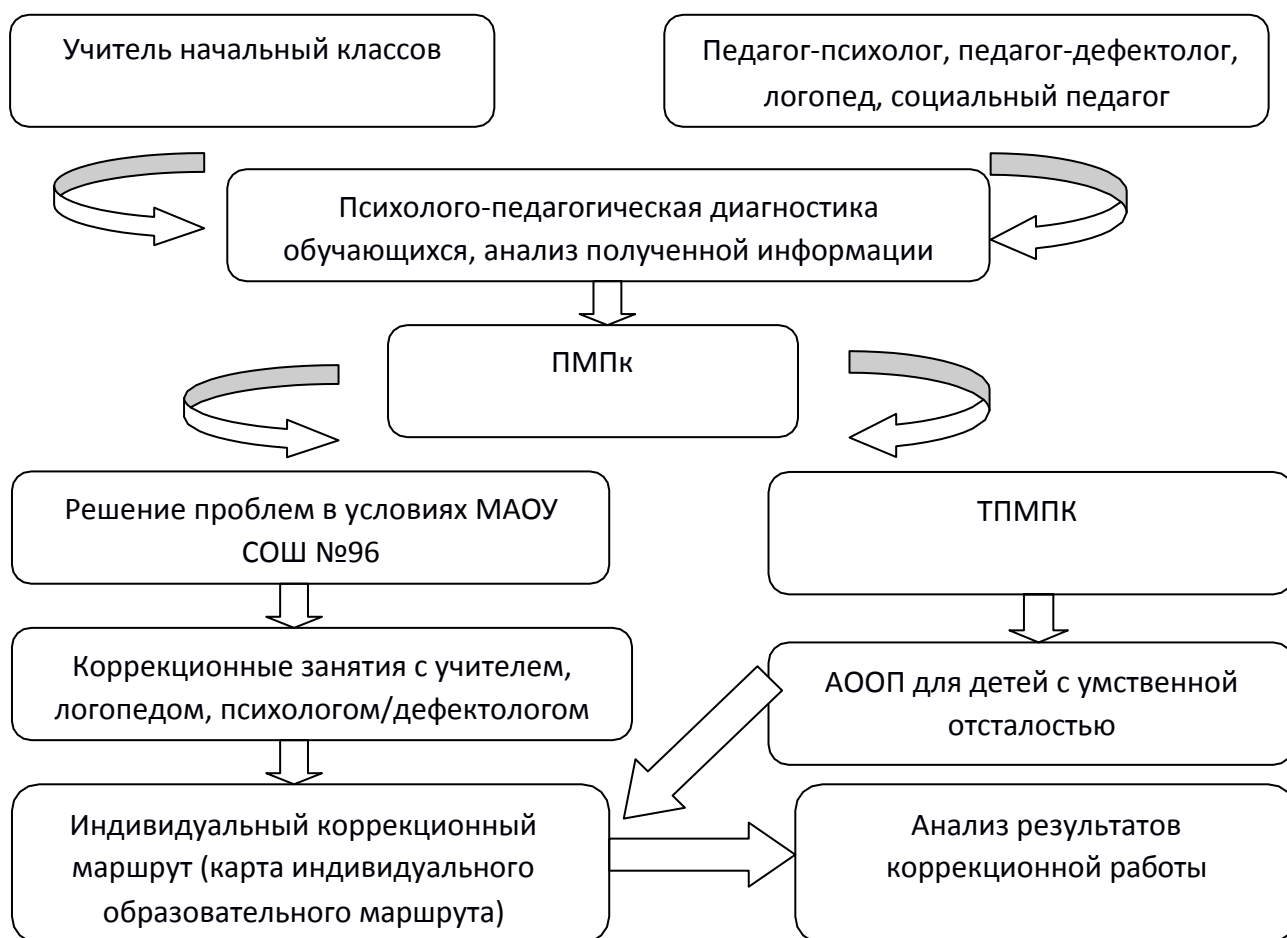 Учитель начальный классов
Педагог-психолог, педагог-дефектолог,
логопед, социальный педагог
Психолого-педагогическая диагностика
обучающихся, анализ полученной информации
ПМПк
Решение проблем в условиях МАОУ
СОШ №96
ТПМПК
Коррекционные занятия с учителем,
логопедом, психологом/дефектологом
АООП для детей с умственной
отсталостью
Индивидуальный коррекционный
маршрут (карта индивидуального
образовательного маршрута)
Анализ результатов
коррекционной работы